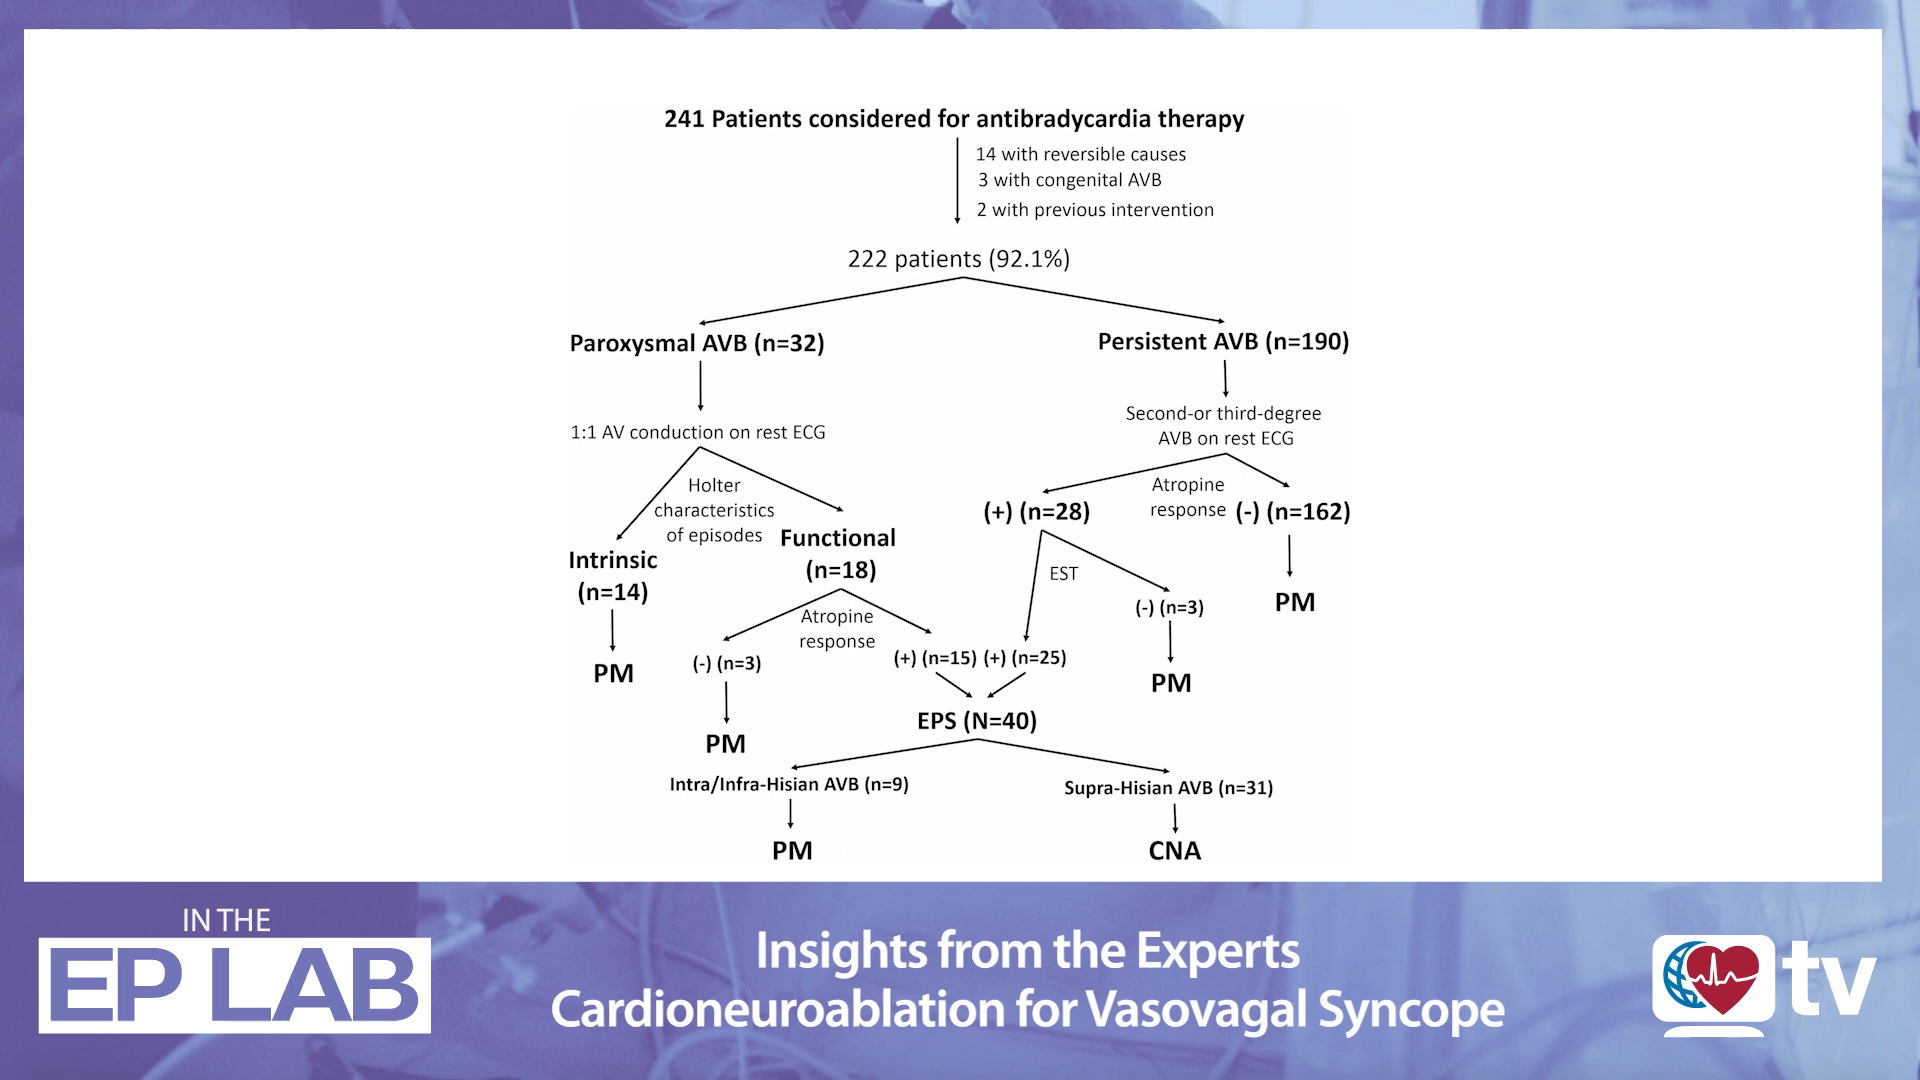 241 Patients considered for antibradycardia therapy
14 with reversible causes
3 with congenital AVB
2 with previous intervention
222 patients (92.1%)
Paroxysmal AVB (n=32)
Persistent AVB (n=190)
1:1 AV conduction on rest ECG
Second-or third-degree
AVB on rest ECG
Holter
characteristics
of episodes
Intrinsic
(n=14)
Functional
(n=18)
Atropine
response
(+) (n=28)
(-) (n=162)
PM
EST
(-) (n=3)
PM
PM
Atropine
response
(-) (n=3)
(+) (n=15)
(+) (n=25)
PM
EPS (N=40)
Intra/Infra-Hisian AVB (n=9)
Supra-Hisian AVB (n=31)
PM
CNA
IN THE
EP LAB
Insights from the Experts
Cardioneuroablation for Vasovagal Syncope
tv